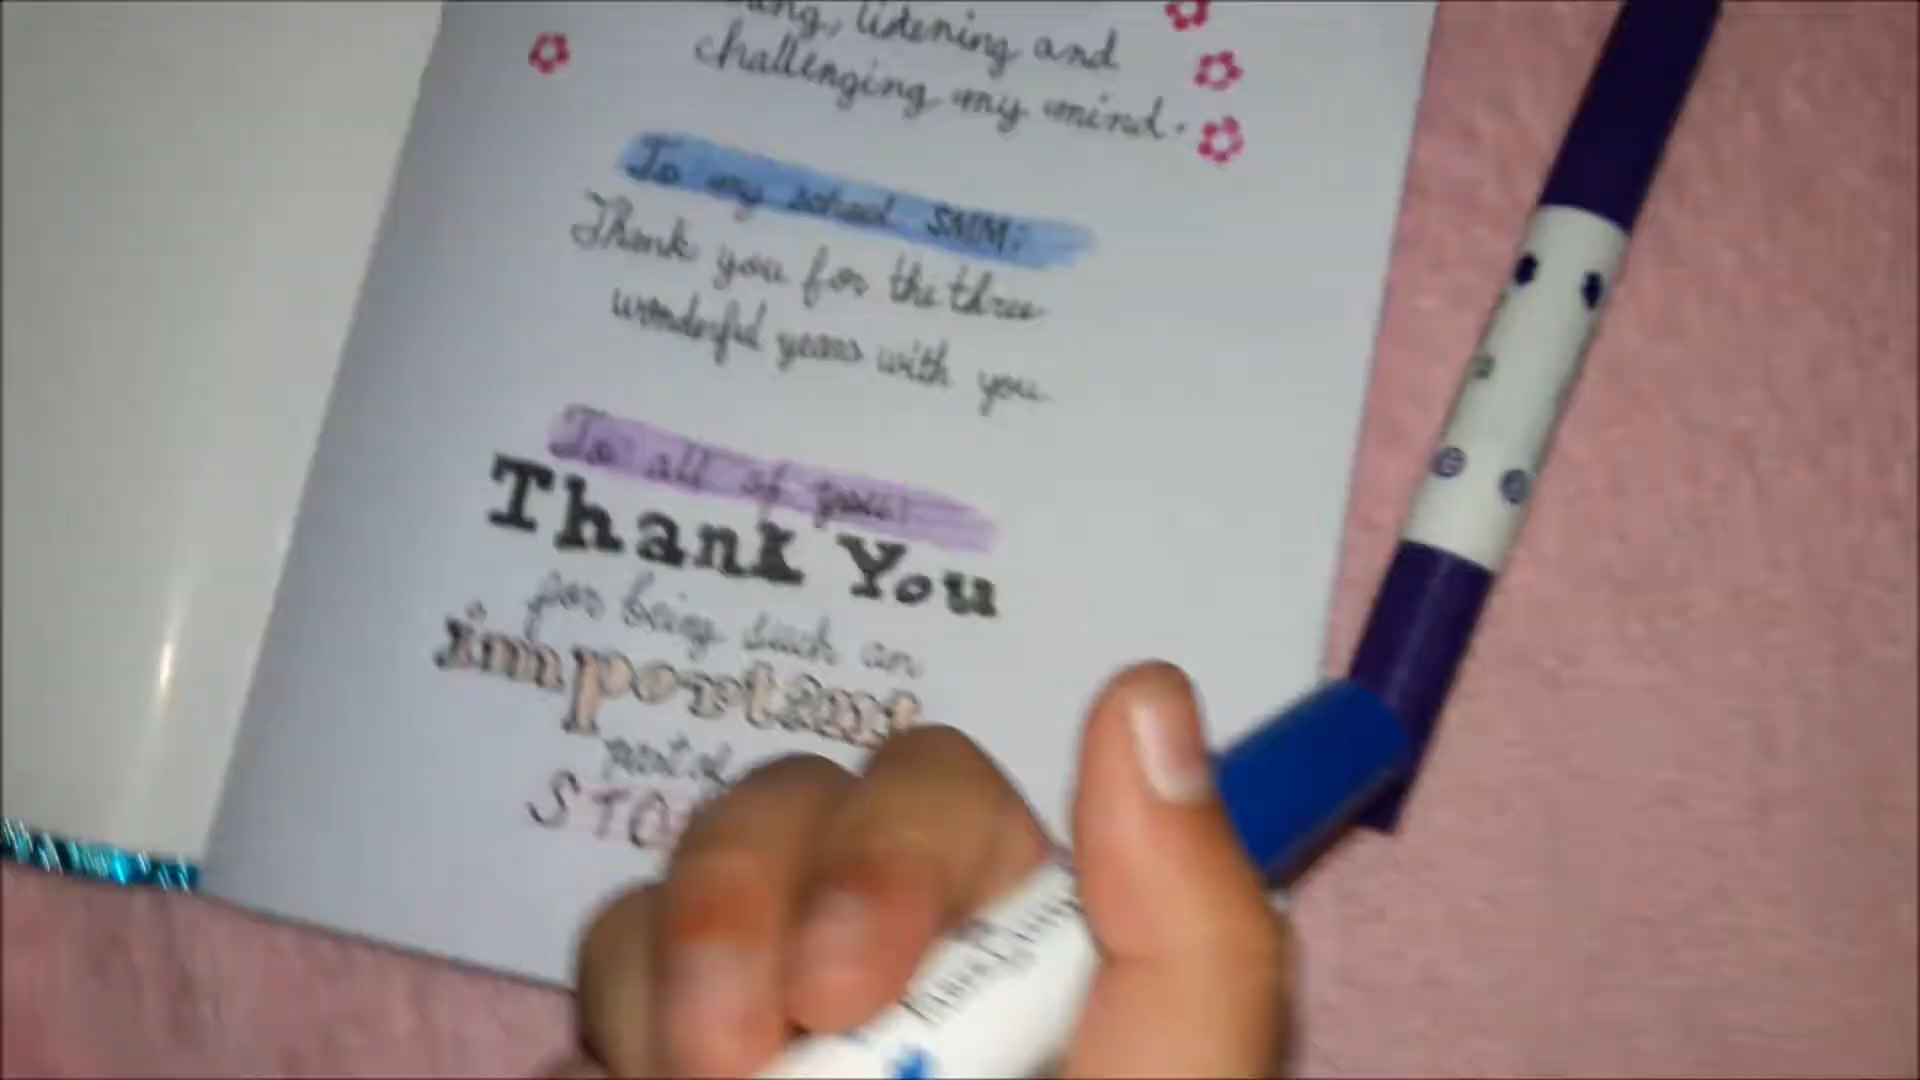 listening and
challenging my mind.
To my school SMM:
Thank you for the three
wonderful years with you
To all of you:
Thank You
for being such an
important
part of